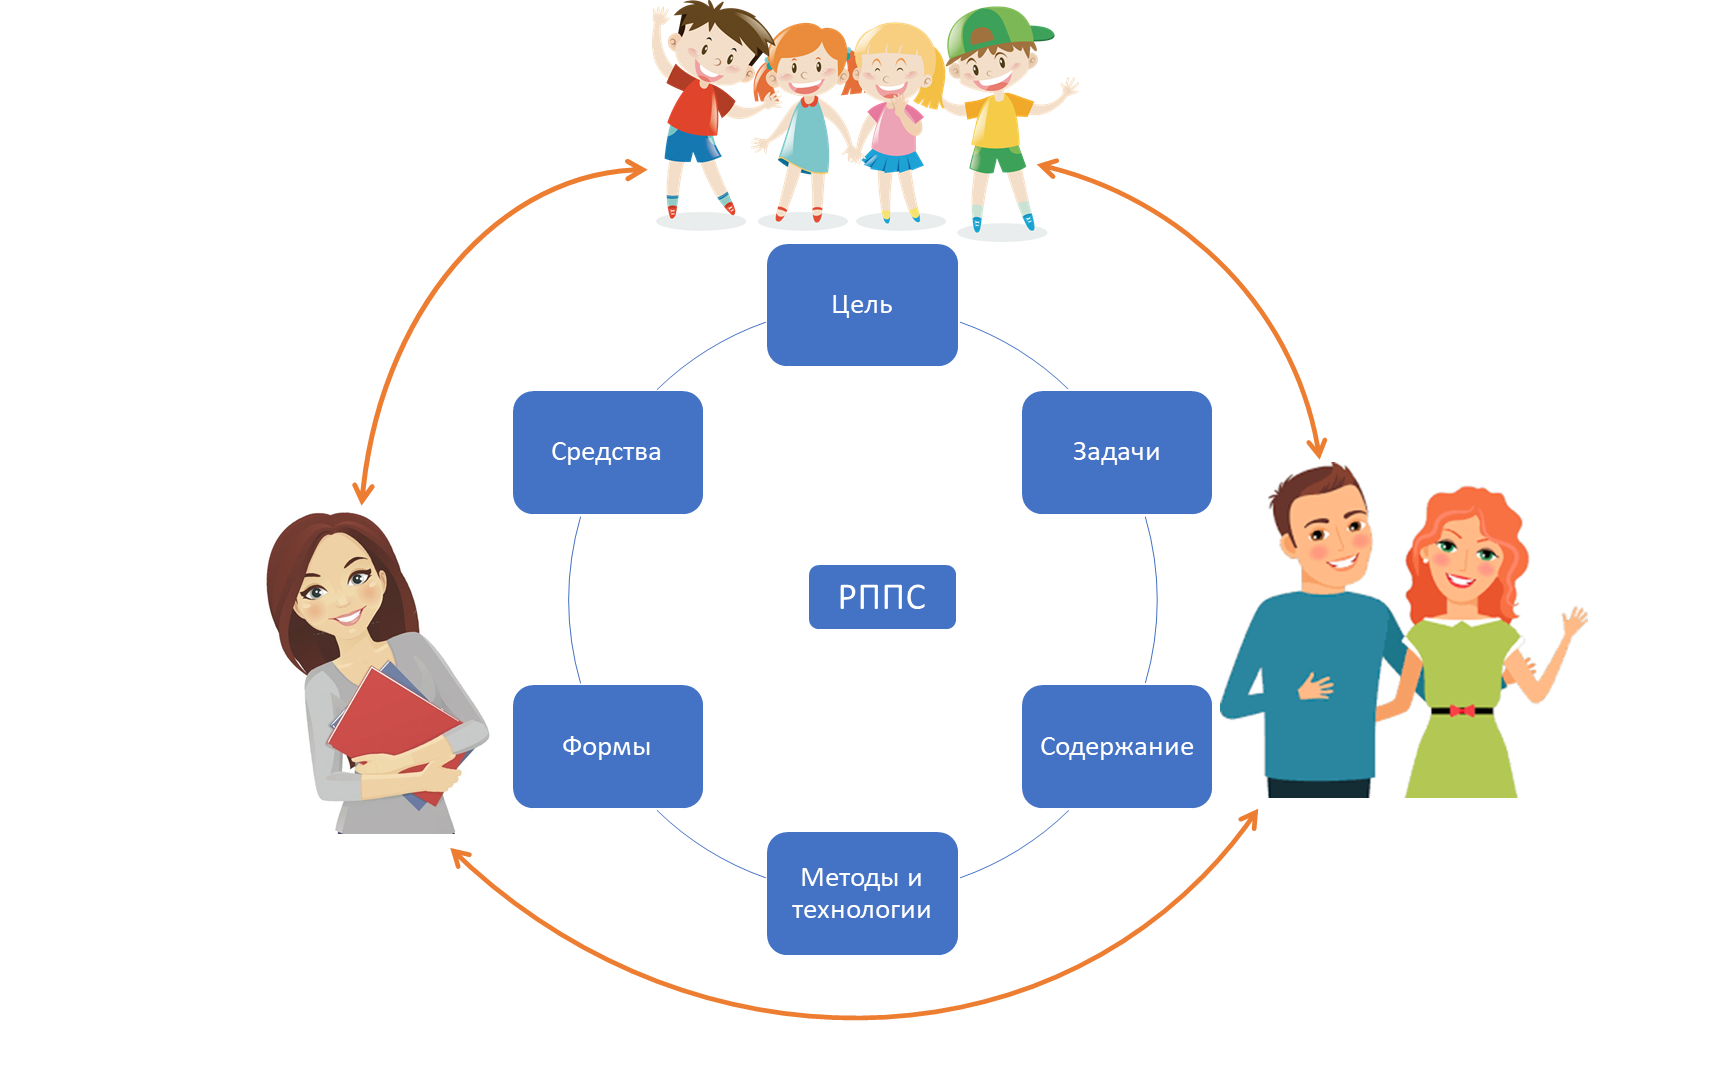 Цель
Средства
Задачи
РППС
Формы
Содержание
Методы и
технологии